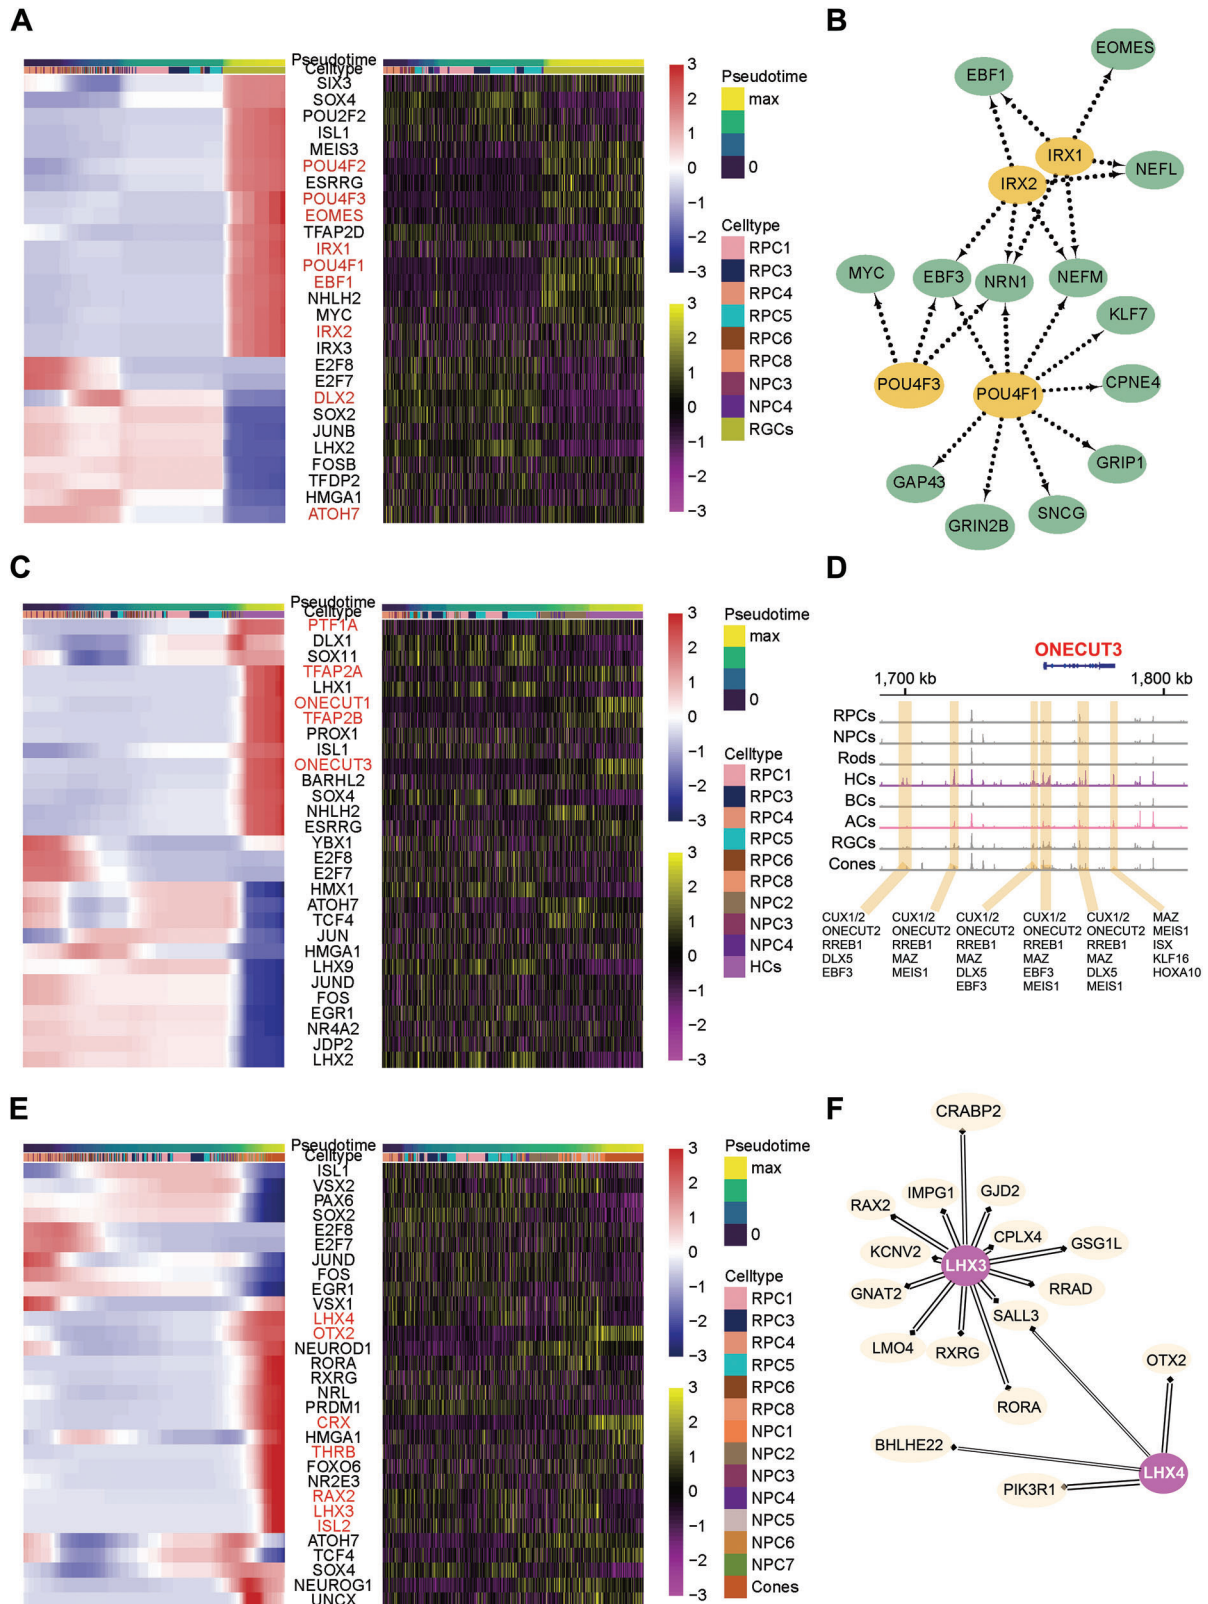 A
Pseudotime
Celltype
SIX3
SOX4
POU2F2
ISL1
MEIS3
POU4F2
ESRRG
POU4F3
EOMES
TFAP2D
IRX1
POU4F1
EBF1
NHLH2
MYC
IRX2
IRX3
E2F8
E2F7
DLX2
SOX2
JUNB
LHX2
FOSB
TFDP2
HMGA1
ATOH7
3
2
1
0
−1
−2
−3
3
2
1
0
−1
−2
−3
Pseudotime
max
0
Celltype
RPC1
RPC3
RPC4
RPC5
RPC6
RPC8
NPC3
NPC4
RGCs
B
EOMES
EBF1
IRX1
NEFL
IRX2
MYC
EBF3
NRN1
NEFM
KLF7
POU4F3
POU4F1
CPNE4
GRIP1
GAP43
GRIN2B
SNCG
C
Pseudotime
Celltype
PTF1A
DLX1
SOX11
TFAP2A
LHX1
ONECUT1
TFAP2B
PROX1
ISL1
ONECUT3
BARHL2
SOX4
NHLH2
ESRRG
YBX1
E2F8
E2F7
HMX1
ATOH7
TCF4
JUN
HMGA1
LHX9
JUND
FOS
EGR1
NR4A2
JDP2
LHX2
3
2
1
0
−1
−2
−3
3
2
1
0
−1
−2
−3
Pseudotime
max
0
Celltype
RPC1
RPC3
RPC4
RPC5
RPC6
RPC8
NPC2
NPC3
NPC4
HCs
D
ONECUT3
1,700 kb 1,800 kb
RPCs
NPCs
Rods
HCs
BCs
ACs
RGCs
Cones
CUX1/2 CUX1/2 CUX1/2 CUX1/2 CUX1/2 MAZ
ONECUT2 ONECUT2 ONECUT2 ONECUT2 ONECUT2 MEIS1
RREB1 RREB1 RREB1 RREB1 RREB1 ISX
DLX5 MAZ MAZ MAZ MAZ KLF16
EBF3 MEIS1 DLX5 EBF3 DLX5 HOXA10
EBF3 MEIS1 MEIS1
E
Pseudotime
Celltype
ISL1
VSX2
PAX6
SOX2
E2F8
E2F7
JUND
FOS
EGR1
VSX1
LHX4
OTX2
NEUROD1
RORA
RXRG
NRL
PRDM1
CRX
HMGA1
THRB
FOXO6
NR2E3
RAX2
LHX3
ISL2
ATOH7
TCF4
SOX4
NEUROG1
UNCX
3
2
1
0
−1
−2
−3
3
2
1
0
−1
−2
−3
Pseudotime
max
0
Celltype
RPC1
RPC3
RPC4
RPC5
RPC6
RPC8
NPC1
NPC2
NPC3
NPC4
NPC5
NPC6
NPC7
Cones
F
CRABP2
IMPG1
GJD2
RAX2
CPLX4
GSG1L
KCNV2
LHX3
GNAT2
RRAD
SALL3
LMO4
RXRG
OTX2
RORA
BHLHE22
LHX4
PIK3R1